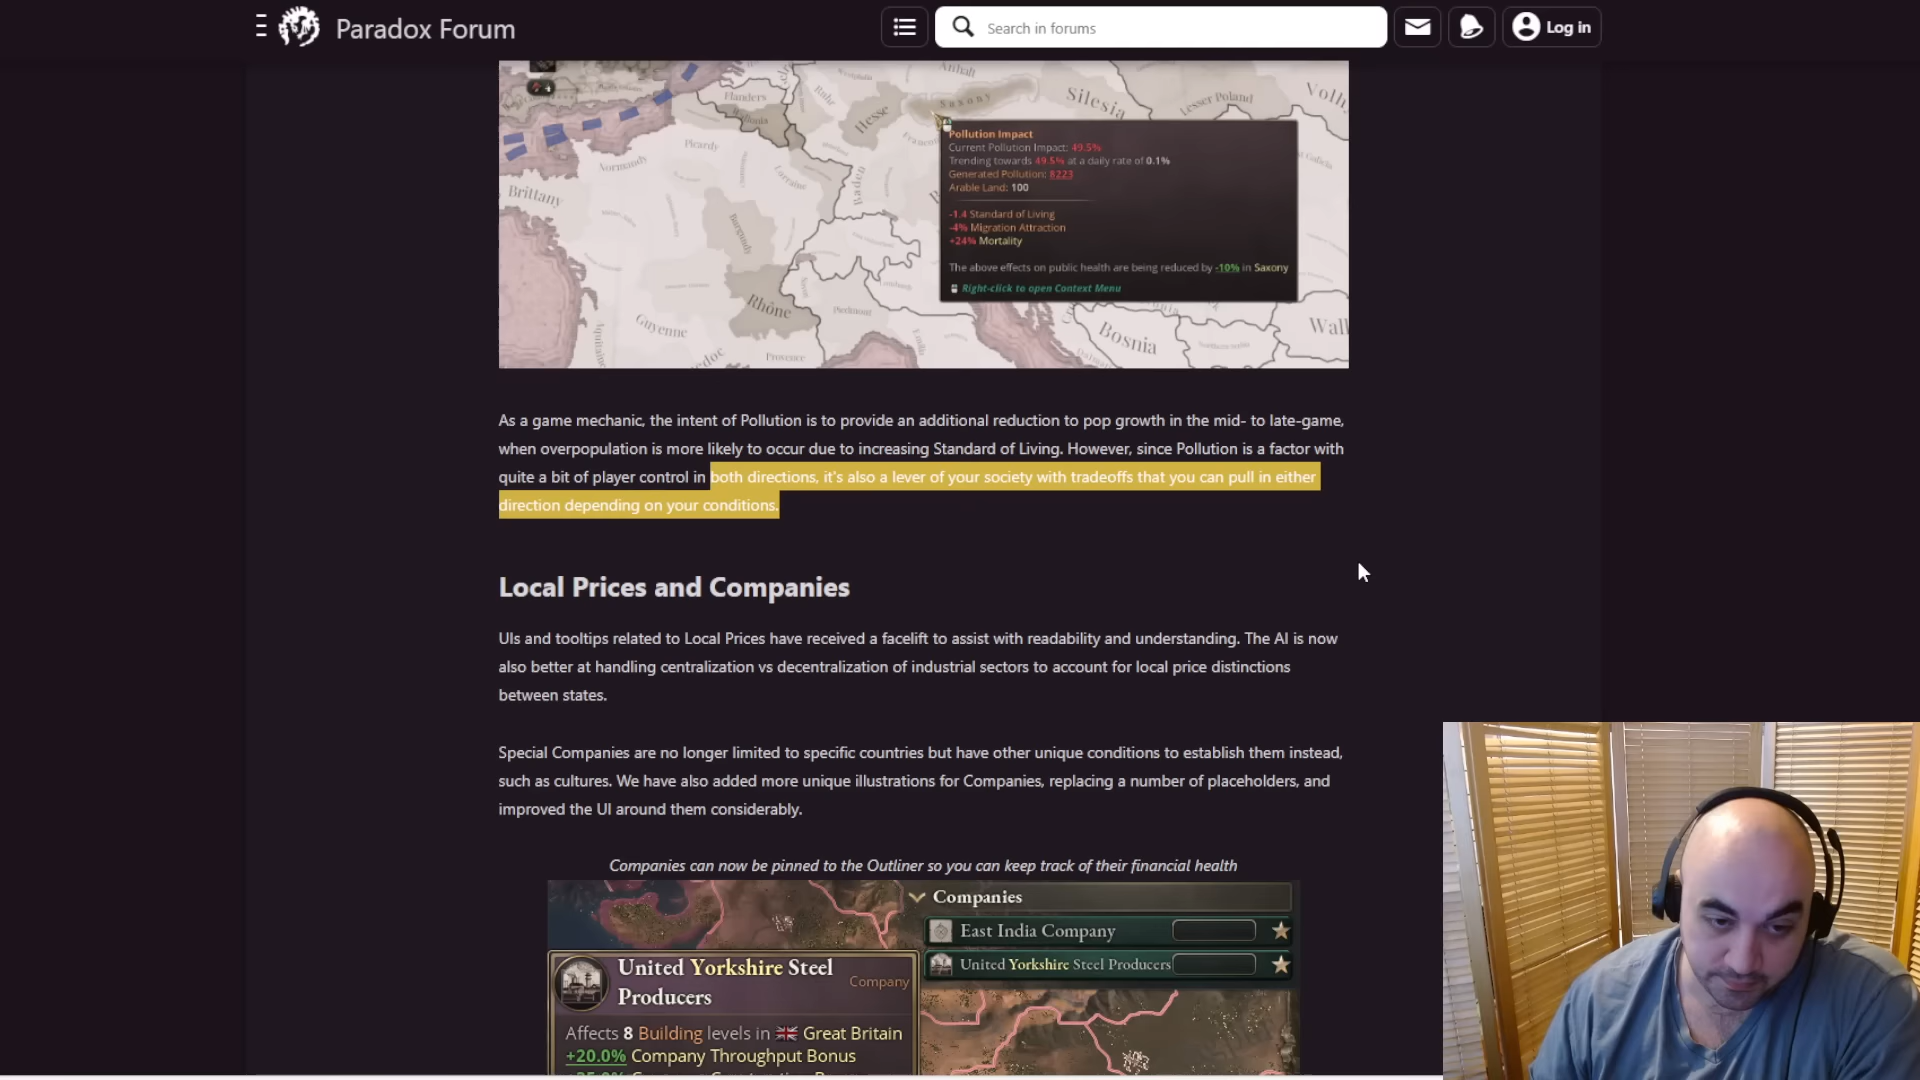 Paradox Forum
Search in forums
Log in
Anhalt
Flanders
Wallonia
Ruhr
Hesse
Saxony
Silesia
Lesser Poland
Volh
Picardy
Normandy
Lorraine
Baden
Brittany
Burgundy
Rhône
Guyenne
Piedmont
Provence
Bosnia
Wall
Pollution Impact
Current Pollution Impact: 49.5%
Trending towards 49.5% at a daily rate of 0.1%
Generated Pollution: 8223
Arable Land: 100
-1.4 Standard of Living
-4% Migration Attraction
+24% Mortality
The above effects on public health are being reduced by -10% in Saxony
Right-click to open Context Menu
As a game mechanic, the intent of Pollution is to provide an additional reduction to pop growth in the mid- to late-game,
when overpopulation is more likely to occur due to increasing Standard of Living. However, since Pollution is a factor with
quite a bit of player control in both directions, it's also a lever of your society with tradeoffs that you can pull in either
direction depending on your conditions.
Local Prices and Companies
UIs and tooltips related to Local Prices have received a facelift to assist with readability and understanding. The AI is now
also better at handling centralization vs decentralization of industrial sectors to account for local price distinctions
between states.
Special Companies are no longer limited to specific countries but have other unique conditions to establish them instead,
such as cultures. We have also added more unique illustrations for Companies, replacing a number of placeholders, and
improved the UI around them considerably.
Companies can now be pinned to the Outliner so you can keep track of their financial health
Companies
East India Company
United Yorkshire Steel Producers
United Yorkshire Steel
Producers
Company
Affects 8 Building levels in Great Britain
+20.0% Company Throughput Bonus